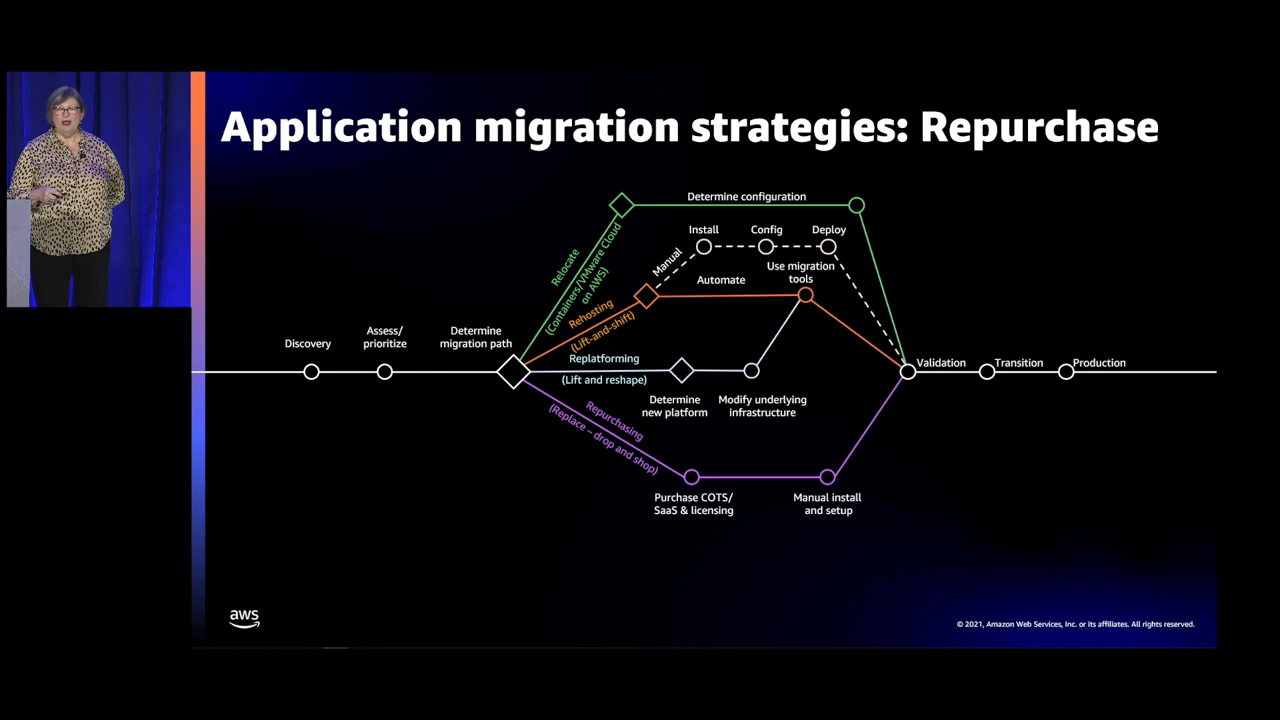 Application migration strategies: Repurchase
Determine configuration
Install
Config
Deploy
Manual
Use migration
tools
Automate
Relocate
(Containers/VMware Cloud
on AWS)
Rehosting
(Lift-and-shift)
Discovery
Assess/
prioritize
Determine
migration path
Replatforming
(Lift and reshape)
Determine
new platform
Modify underlying
infrastructure
Validation
Transition
Production
Repurchasing
(Replace – drop and shop)
Purchase COTS/
SaaS & licensing
Manual install
and setup
aws
© 2021, Amazon Web Services, Inc. or its affiliates. All rights reserved.